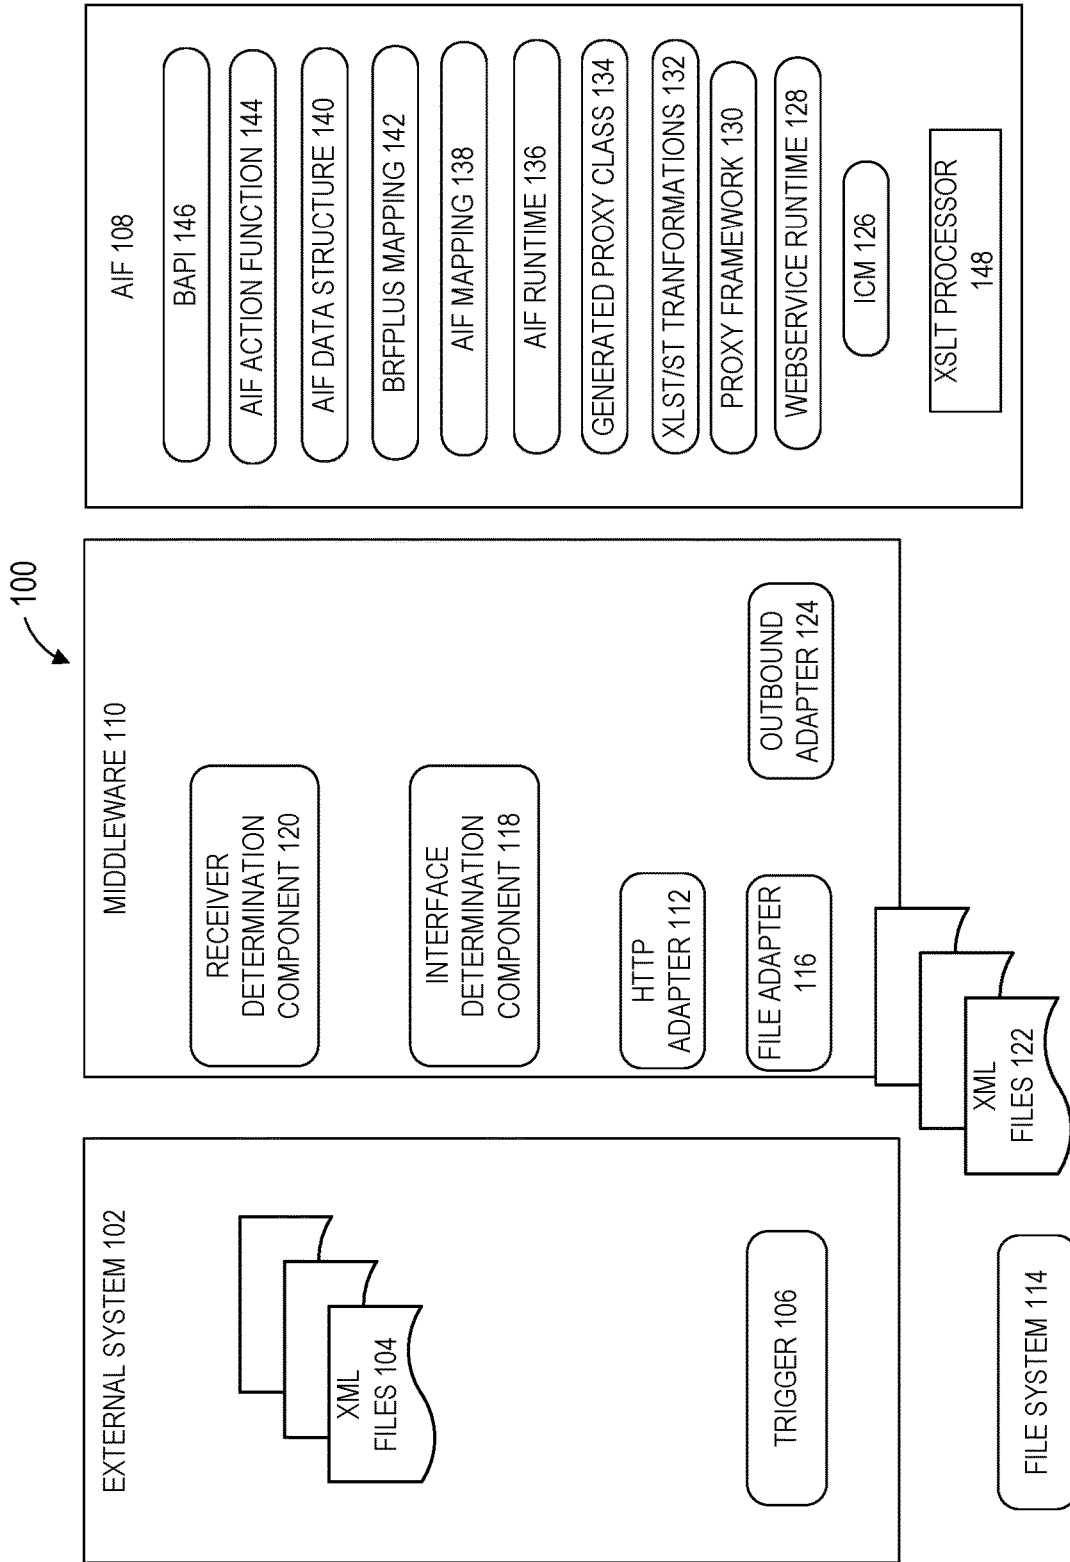 100
EXTERNAL SYSTEM 102
XML
FILES 104
TRIGGER 106
FILE SYSTEM 114
MIDDLEWARE 110
RECEIVER
DETERMINATION
COMPONENT 120
INTERFACE
DETERMINATION
COMPONENT 118
HTTP
ADAPTER 112
FILE ADAPTER
116
OUTBOUND
ADAPTER 124
XML
FILES 122
AIF 108
BAPI 146
AIF ACTION FUNCTION 144
AIF DATA STRUCTURE 140
BRFPLUS MAPPING 142
AIF MAPPING 138
AIF RUNTIME 136
GENERATED PROXY CLASS 134
XLST/ST TRANFORMATIONS 132
PROXY FRAMEWORK 130
WEBSERVICE RUNTIME 128
ICM 126
XSLT PROCESSOR
148